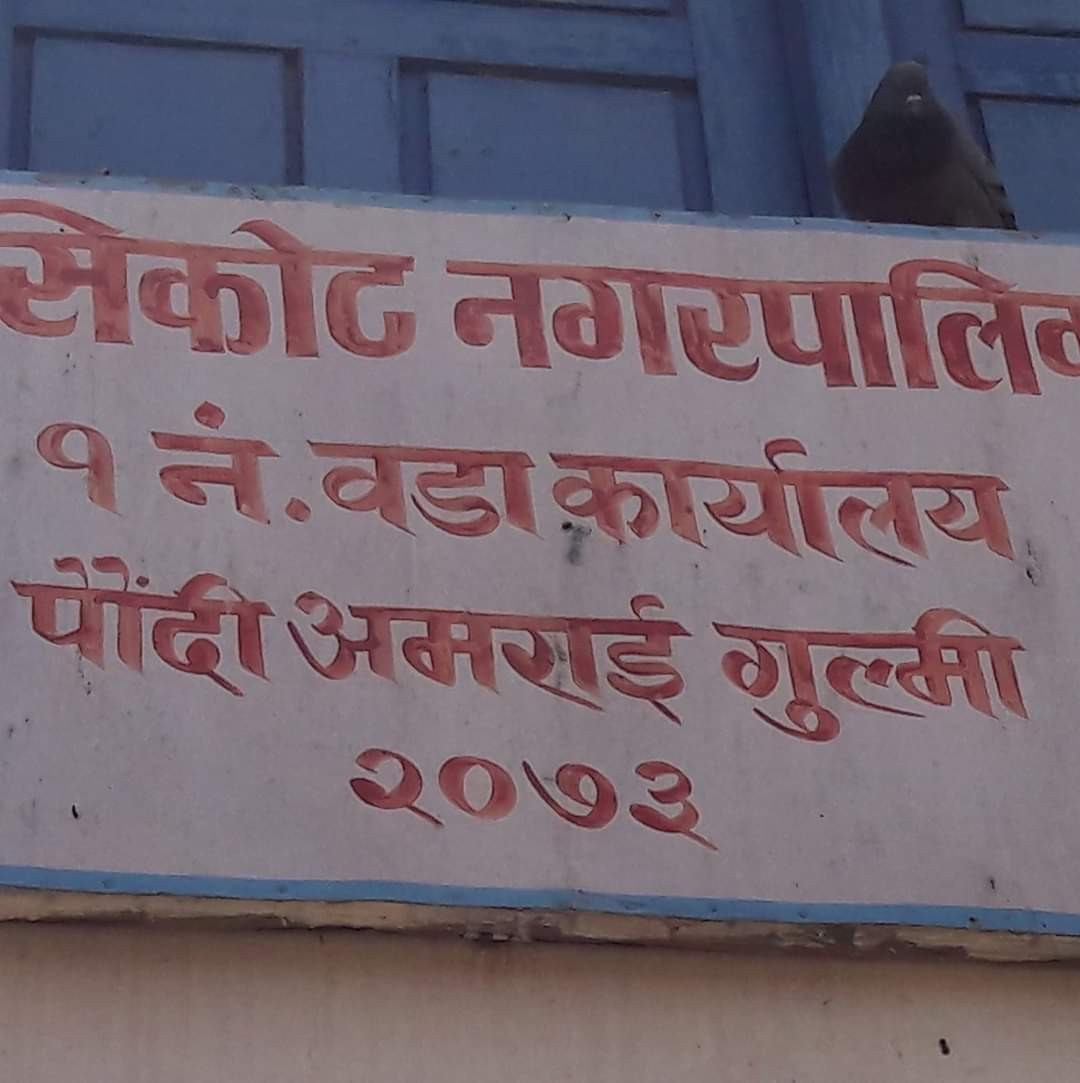 सिकोट नगरपालि
१ नं. वडा कार्यालय
पौंदी अमराई गुल्मी
२०७३